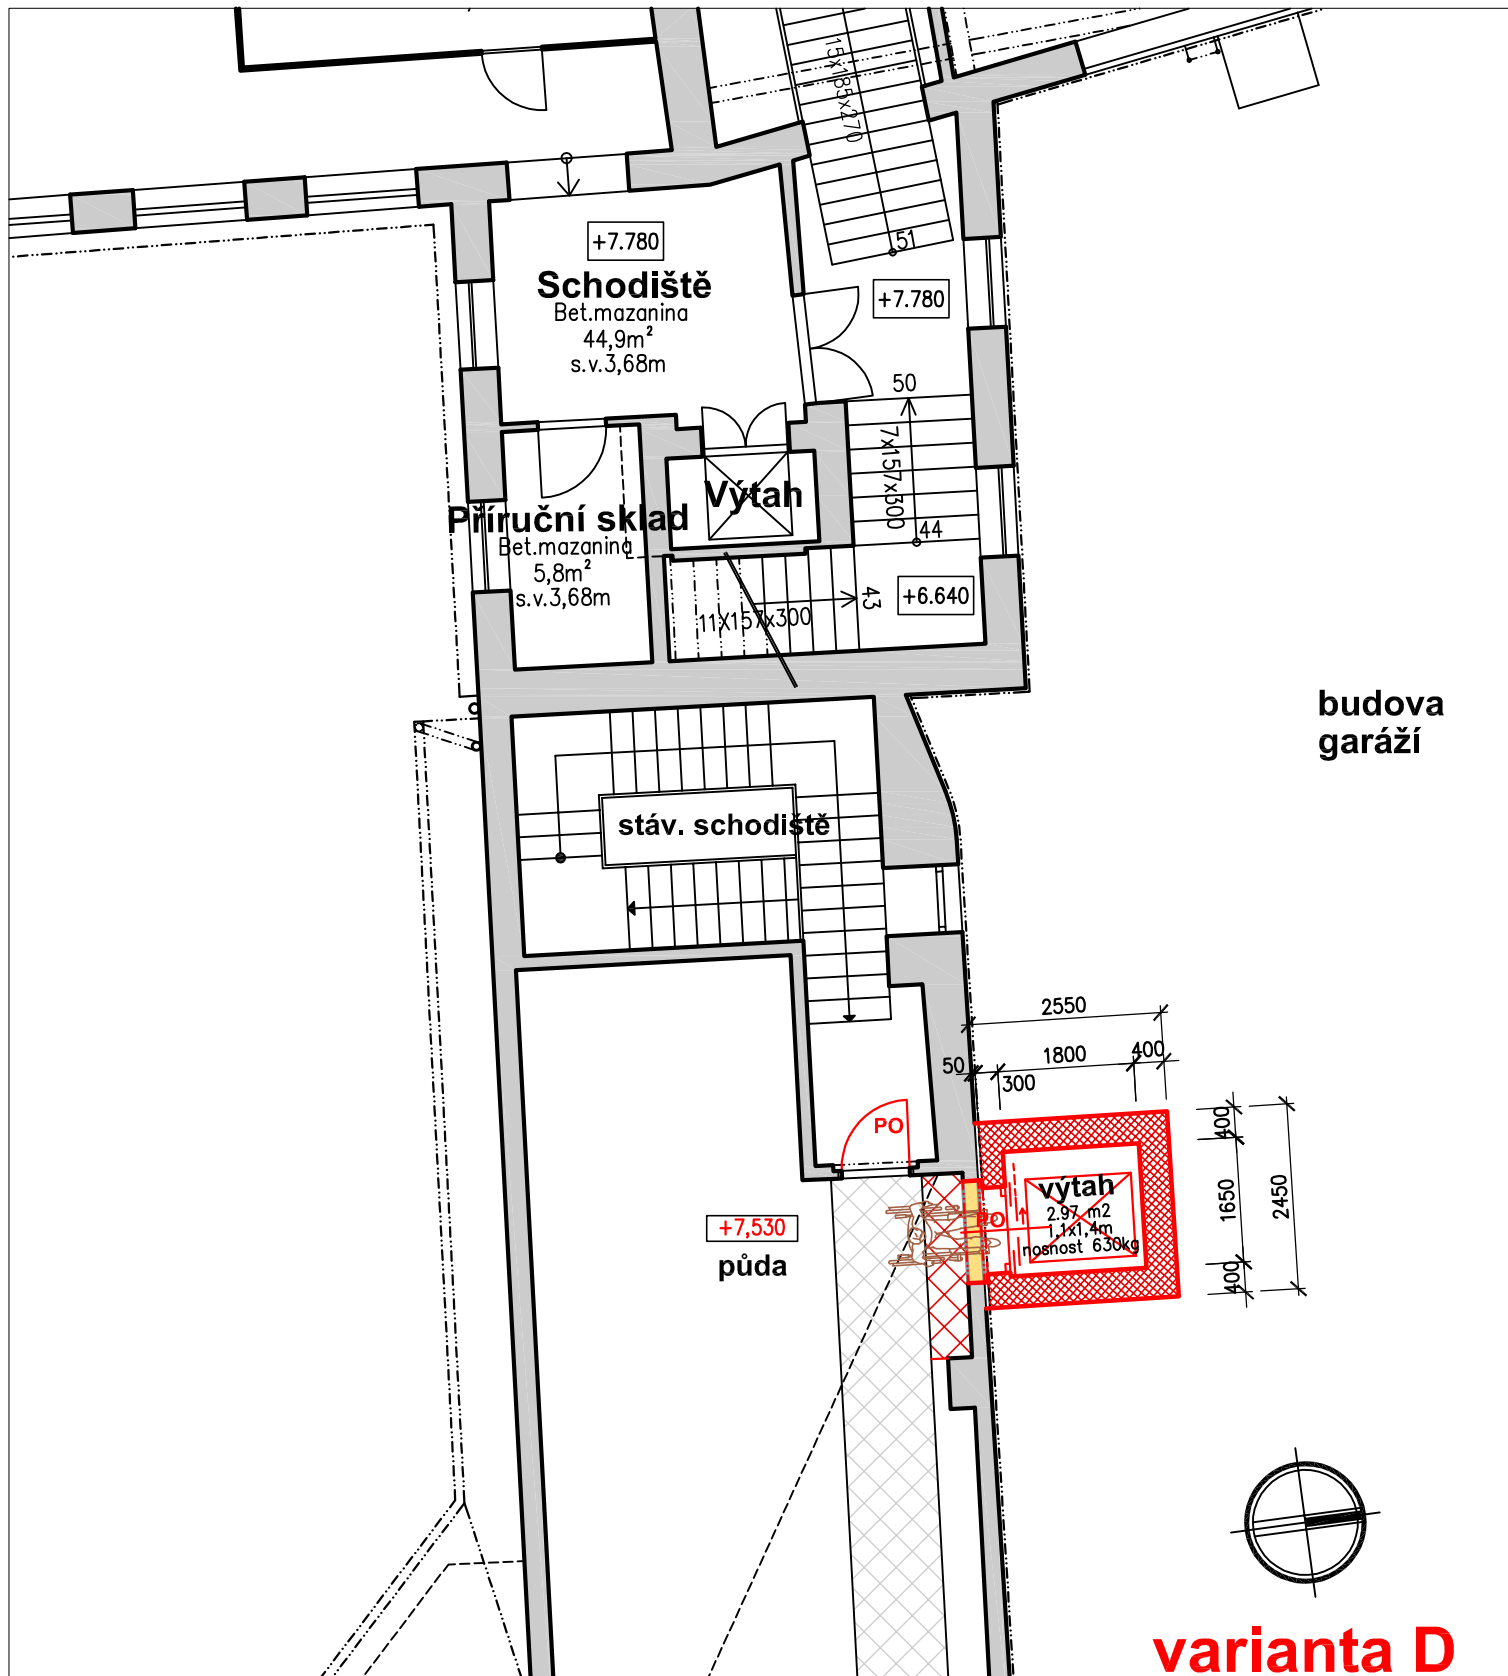 15x185x270
51
+7.780
Schodiště
Bet.mazanina
44,9m²
s.v.3,68m
+7.780
50
7x157x300
44
Výtah
Příruční sklad
Bet.mazanina
5,8m²
s.v.3,68m
11X157x300
43
+6.640
budova
garáží
stáv. schodiště
2550
50
1800
400
300
PO
400
1650
2450
400
výtah
2.97 m2
1,1x1,4m
nosnost 630kg
PO
+7,530
půda
varianta D